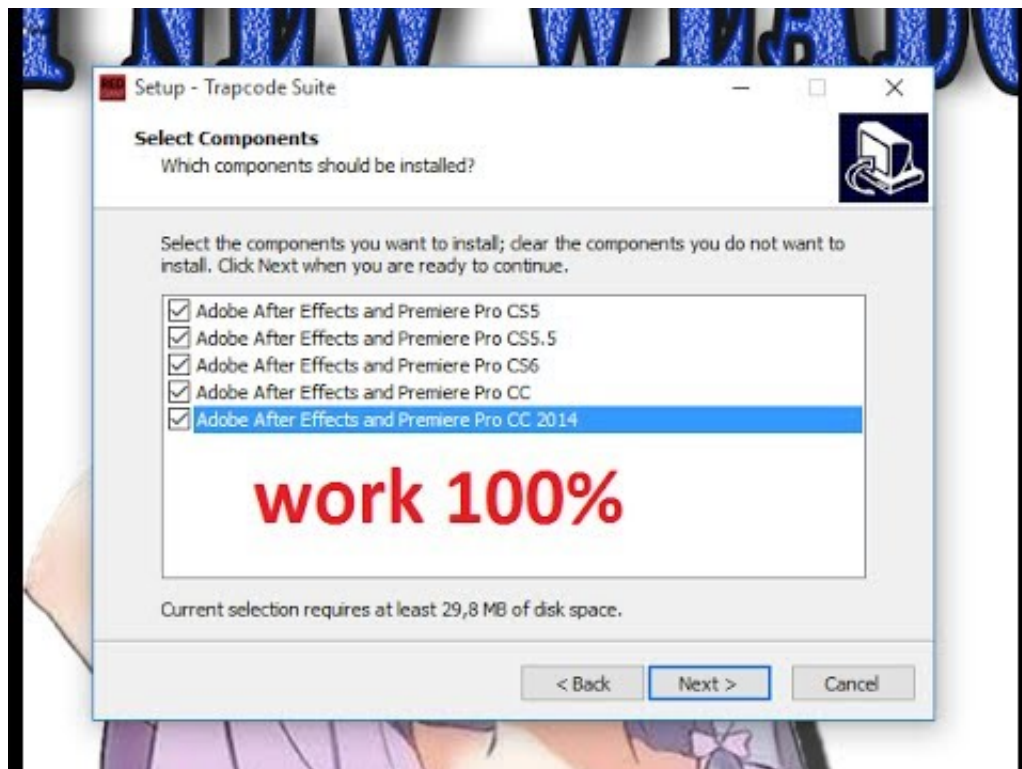 NEW WEABO
RED
Setup - Trapcode Suite
Select Components
Which components should be installed?
Select the components you want to install; clear the components you do not want to
install. Click Next when you are ready to continue.
Adobe After Effects and Premiere Pro CS5
Adobe After Effects and Premiere Pro CS5.5
Adobe After Effects and Premiere Pro CS6
Adobe After Effects and Premiere Pro CC
Adobe After Effects and Premiere Pro CC 2014
work 100%
Current selection requires at least 29,8 MB of disk space.
< Back
Next >
Cancel